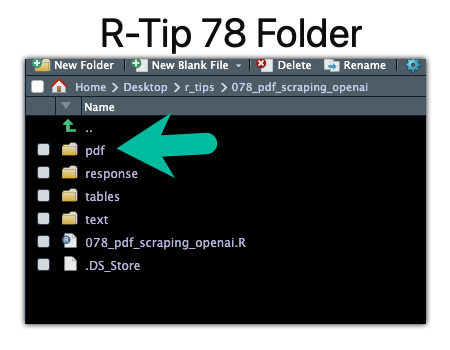 R-Tip 78 Folder
New Folder New Blank File Delete Rename
Home Desktop r_tips 078_pdf_scraping_openai
Name
..
pdf
response
tables
text
078_pdf_scraping_openai.R
.DS_Store